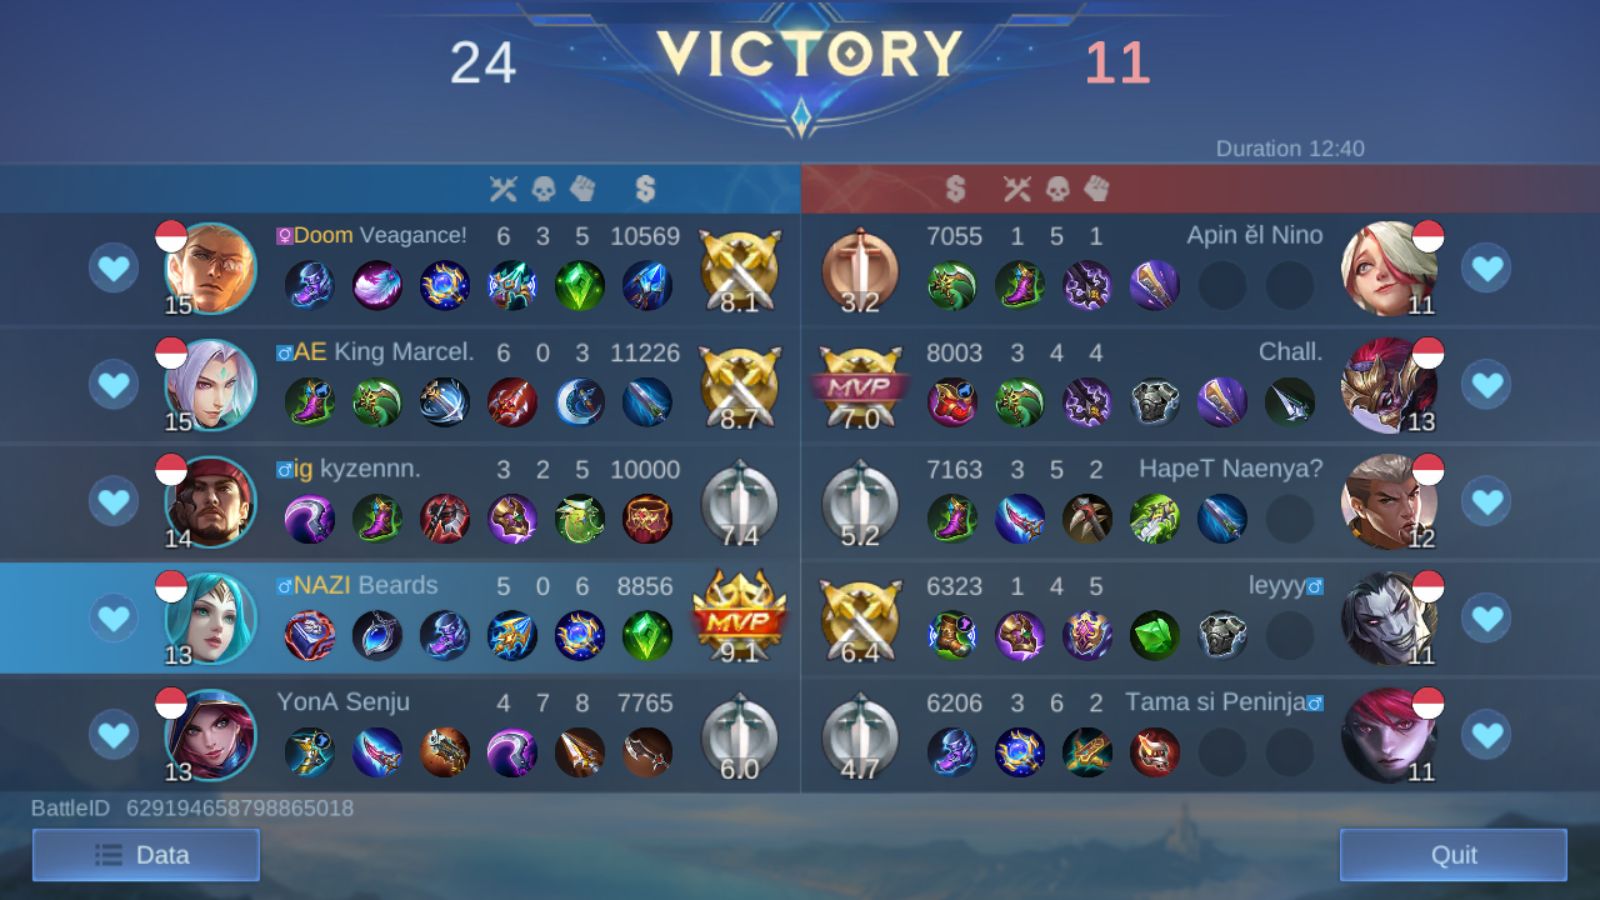 24 VICTORY 11
Duration 12:40
♀Doom Veagance! 6 3 5 10569
15 8.1
3.2 7055 1 5 1 Apin ĕl Nino
11
♂AE King Marcel. 6 0 3 11226
15 8.7
MVP 7.0 8003 3 4 4 Chall.
13
♂ig kyzennn. 3 2 5 10000
14 7.4
5.2 7163 3 5 2 HapeT Naenya?
12
♂NAZI Beards 5 0 6 8856
13 MVP 9.1
6.4 6323 1 4 5 leyyy♂
11
YonA Senju 4 7 8 7765
13 6.0
4.7 6206 3 6 2 Tama si Peninja♂
11
BattleID 629194658798865018
Data
Quit